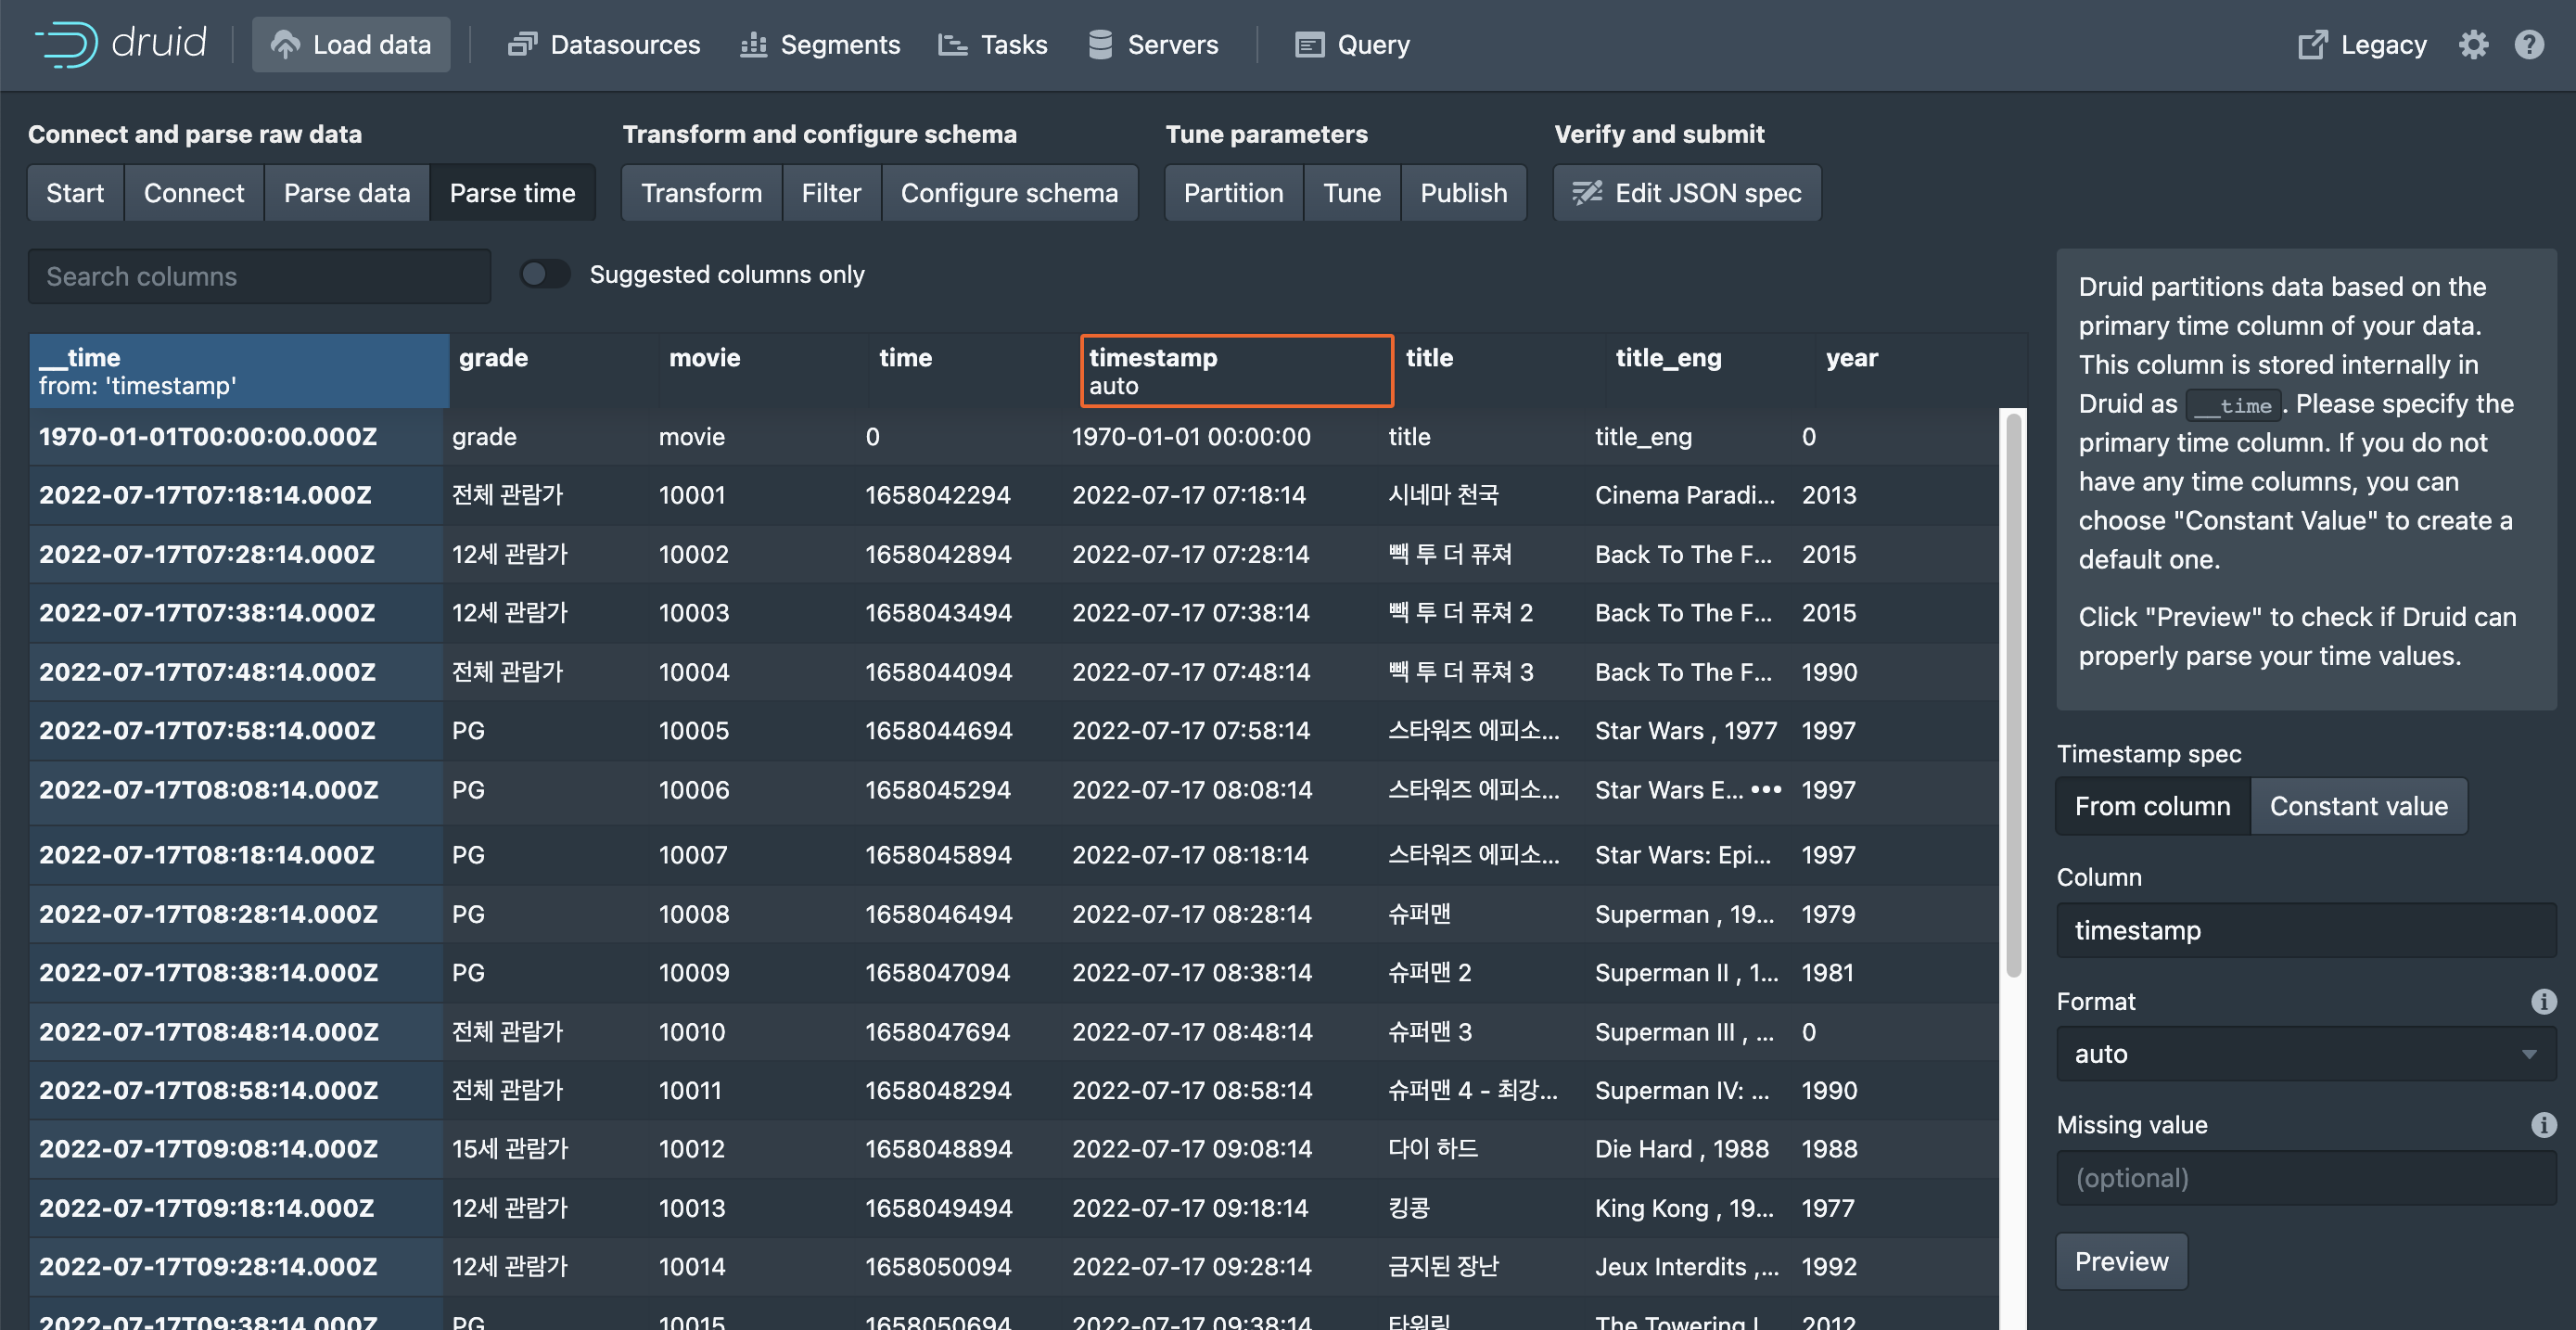 druid
Load data
Datasources
Segments
Tasks
Servers
Query
Legacy
Connect and parse raw data
Transform and configure schema
Tune parameters
Verify and submit
Start
Connect
Parse data
Parse time
Transform
Filter
Configure schema
Partition
Tune
Publish
Edit JSON spec
Search columns
Suggested columns only
__time grade movie time timestamp title title_eng year
from: 'timestamp' auto
1970-01-01T00:00:00.000Z grade movie 0 1970-01-01 00:00:00 title title_eng 0
2022-07-17T07:18:14.000Z 전체 관람가 10001 1658042294 2022-07-17 07:18:14 시네마 천국 Cinema Paradi... 2013
2022-07-17T07:28:14.000Z 12세 관람가 10002 1658042894 2022-07-17 07:28:14 빽 투 더 퓨쳐 Back To The F... 2015
2022-07-17T07:38:14.000Z 12세 관람가 10003 1658043494 2022-07-17 07:38:14 빽 투 더 퓨쳐 2 Back To The F... 2015
2022-07-17T07:48:14.000Z 전체 관람가 10004 1658044094 2022-07-17 07:48:14 빽 투 더 퓨쳐 3 Back To The F... 1990
2022-07-17T07:58:14.000Z PG 10005 1658044694 2022-07-17 07:58:14 스타워즈 에피소... Star Wars , 1977 1997
2022-07-17T08:08:14.000Z PG 10006 1658045294 2022-07-17 08:08:14 스타워즈 에피소... Star Wars E... ••• 1997
2022-07-17T08:18:14.000Z PG 10007 1658045894 2022-07-17 08:18:14 스타워즈 에피소... Star Wars: Epi... 1997
2022-07-17T08:28:14.000Z PG 10008 1658046494 2022-07-17 08:28:14 슈퍼맨 Superman , 19... 1979
2022-07-17T08:38:14.000Z PG 10009 1658047094 2022-07-17 08:38:14 슈퍼맨 2 Superman II , 1... 1981
2022-07-17T08:48:14.000Z 전체 관람가 10010 1658047694 2022-07-17 08:48:14 슈퍼맨 3 Superman III , ... 0
2022-07-17T08:58:14.000Z 전체 관람가 10011 1658048294 2022-07-17 08:58:14 슈퍼맨 4 - 최강... Superman IV: ... 1990
2022-07-17T09:08:14.000Z 15세 관람가 10012 1658048894 2022-07-17 09:08:14 다이 하드 Die Hard , 1988 1988
2022-07-17T09:18:14.000Z 12세 관람가 10013 1658049494 2022-07-17 09:18:14 킹콩 King Kong , 19... 1977
2022-07-17T09:28:14.000Z 12세 관람가 10014 1658050094 2022-07-17 09:28:14 금지된 장난 Jeux Interdits ,... 1992
2022-07-17T09:38:14.000Z PG 10015 1658050694 2022-07-17 09:38:14 타워링 The Towering I 2012
Druid partitions data based on the
primary time column of your data.
This column is stored internally in
Druid as __time . Please specify the
primary time column. If you do not
have any time columns, you can
choose "Constant Value" to create a
default one.
Click "Preview" to check if Druid can
properly parse your time values.
Timestamp spec
From column
Constant value
Column
timestamp
Format
auto
Missing value
(optional)
Preview